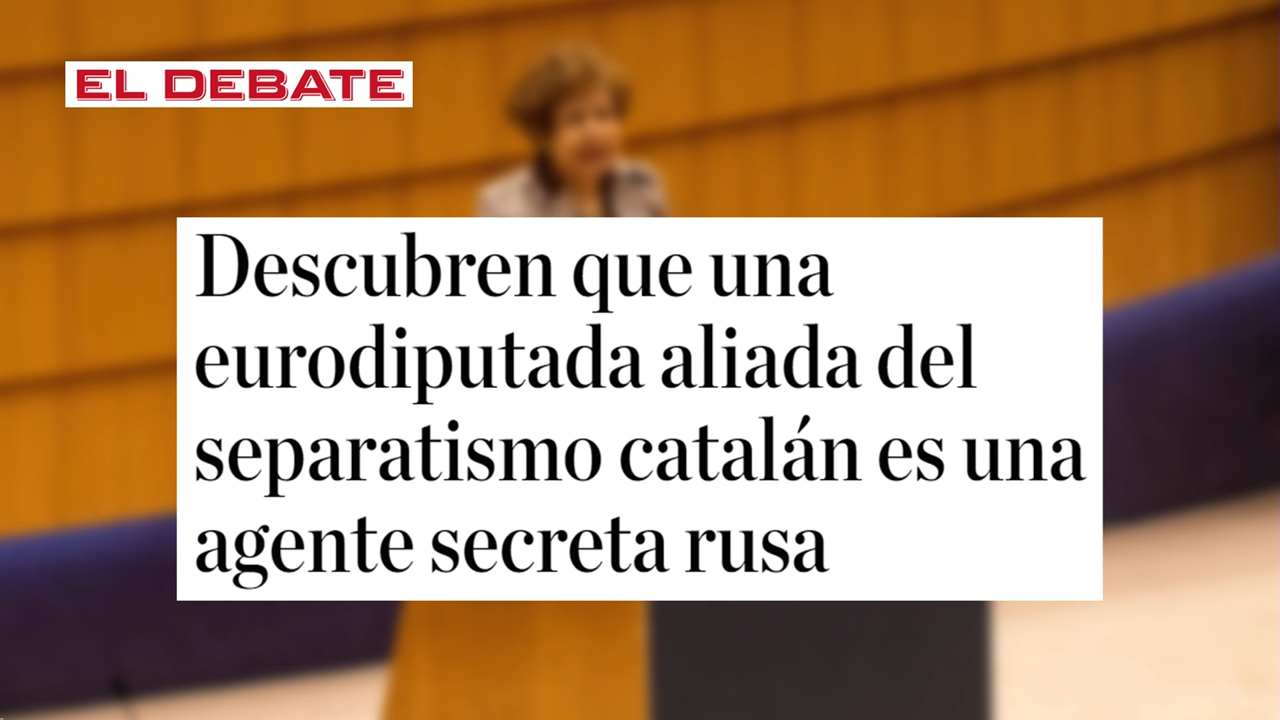 EL DEBATE
Descubren que una
eurodiputada aliada del
separatismo catalán es una
agente secreta rusa